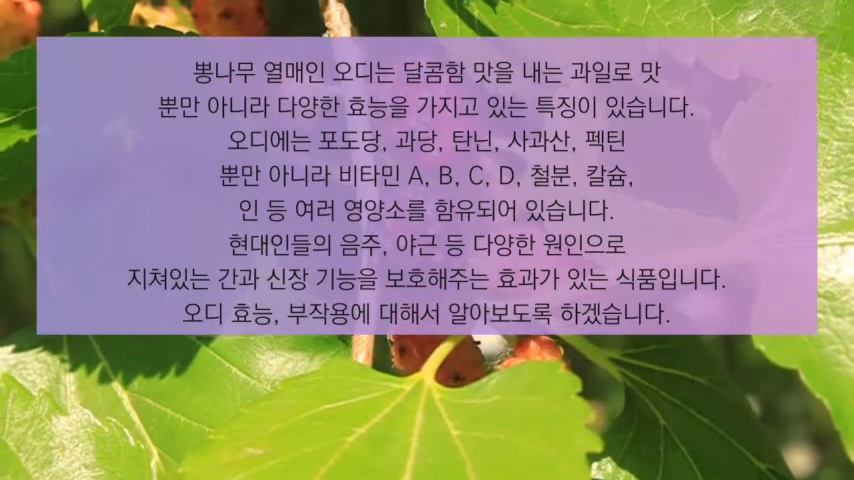 뽕나무 열매인 오디는 달콤함 맛을 내는 과일로 맛
뿐만 아니라 다양한 효능을 가지고 있는 특징이 있습니다.
오디에는 포도당, 과당, 탄닌, 사과산, 펙틴
뿐만 아니라 비타민 A, B, C, D, 철분, 칼슘,
인 등 여러 영양소를 함유되어 있습니다.
현대인들의 음주, 야근 등 다양한 원인으로
지쳐있는 간과 신장 기능을 보호해주는 효과가 있는 식품입니다.
오디 효능, 부작용에 대해서 알아보도록 하겠습니다.